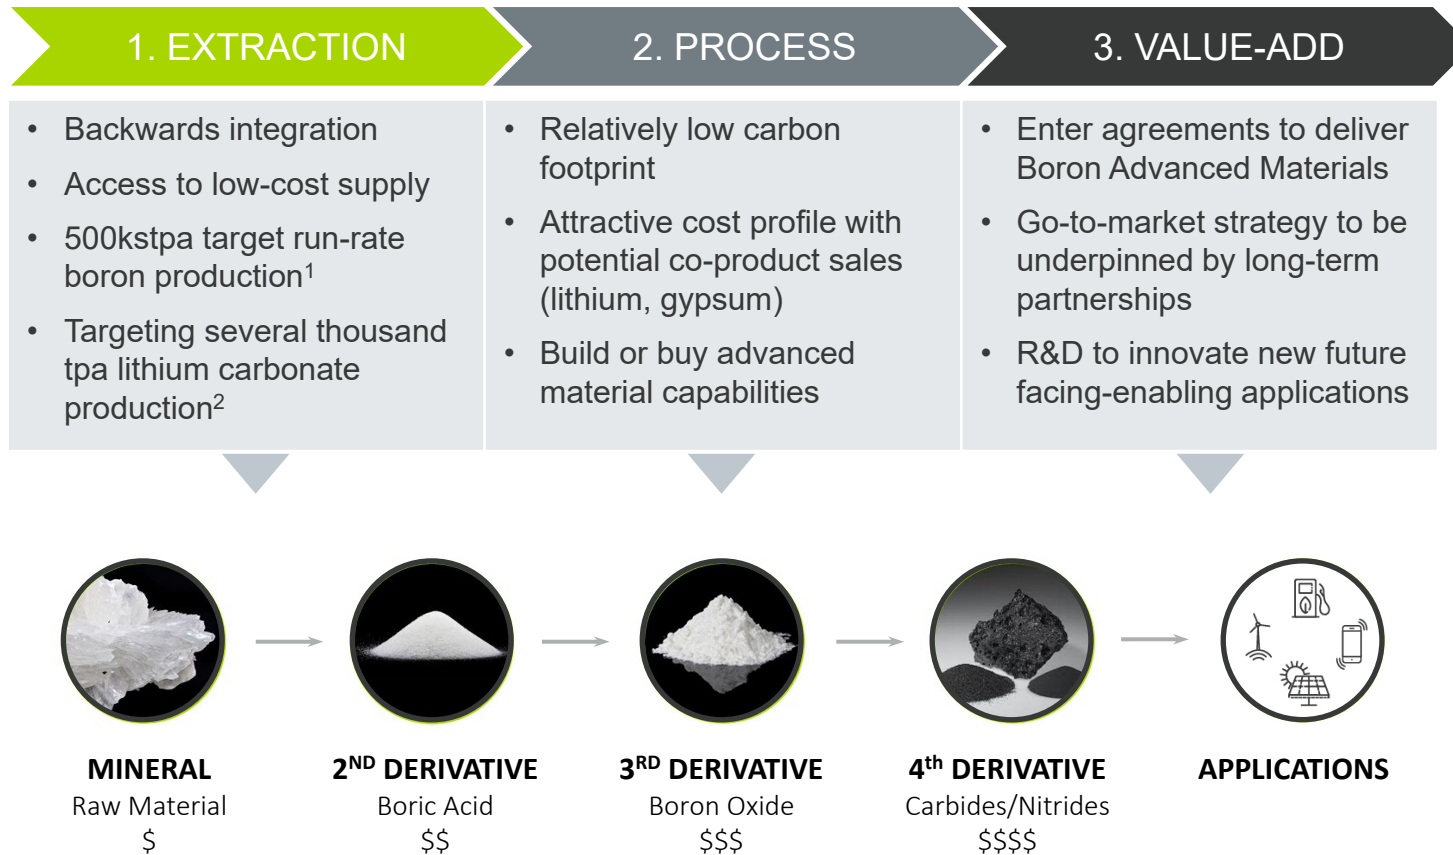 1. EXTRACTION
2. PROCESS
3. VALUE-ADD
• Backwards integration
• Access to low-cost supply
• 500kstpa target run-rate
boron production¹
• Targeting several thousand
tpa lithium carbonate
production²
• Relatively low carbon
footprint
• Attractive cost profile with
potential co-product sales
(lithium, gypsum)
• Build or buy advanced
material capabilities
• Enter agreements to deliver
Boron Advanced Materials
• Go-to-market strategy to be
underpinned by long-term
partnerships
• R&D to innovate new future
facing-enabling applications
MINERAL
Raw Material
$
2ND DERIVATIVE
Boric Acid
$$
3RD DERIVATIVE
Boron Oxide
$$$
4th DERIVATIVE
Carbides/Nitrides
$$$$
APPLICATIONS